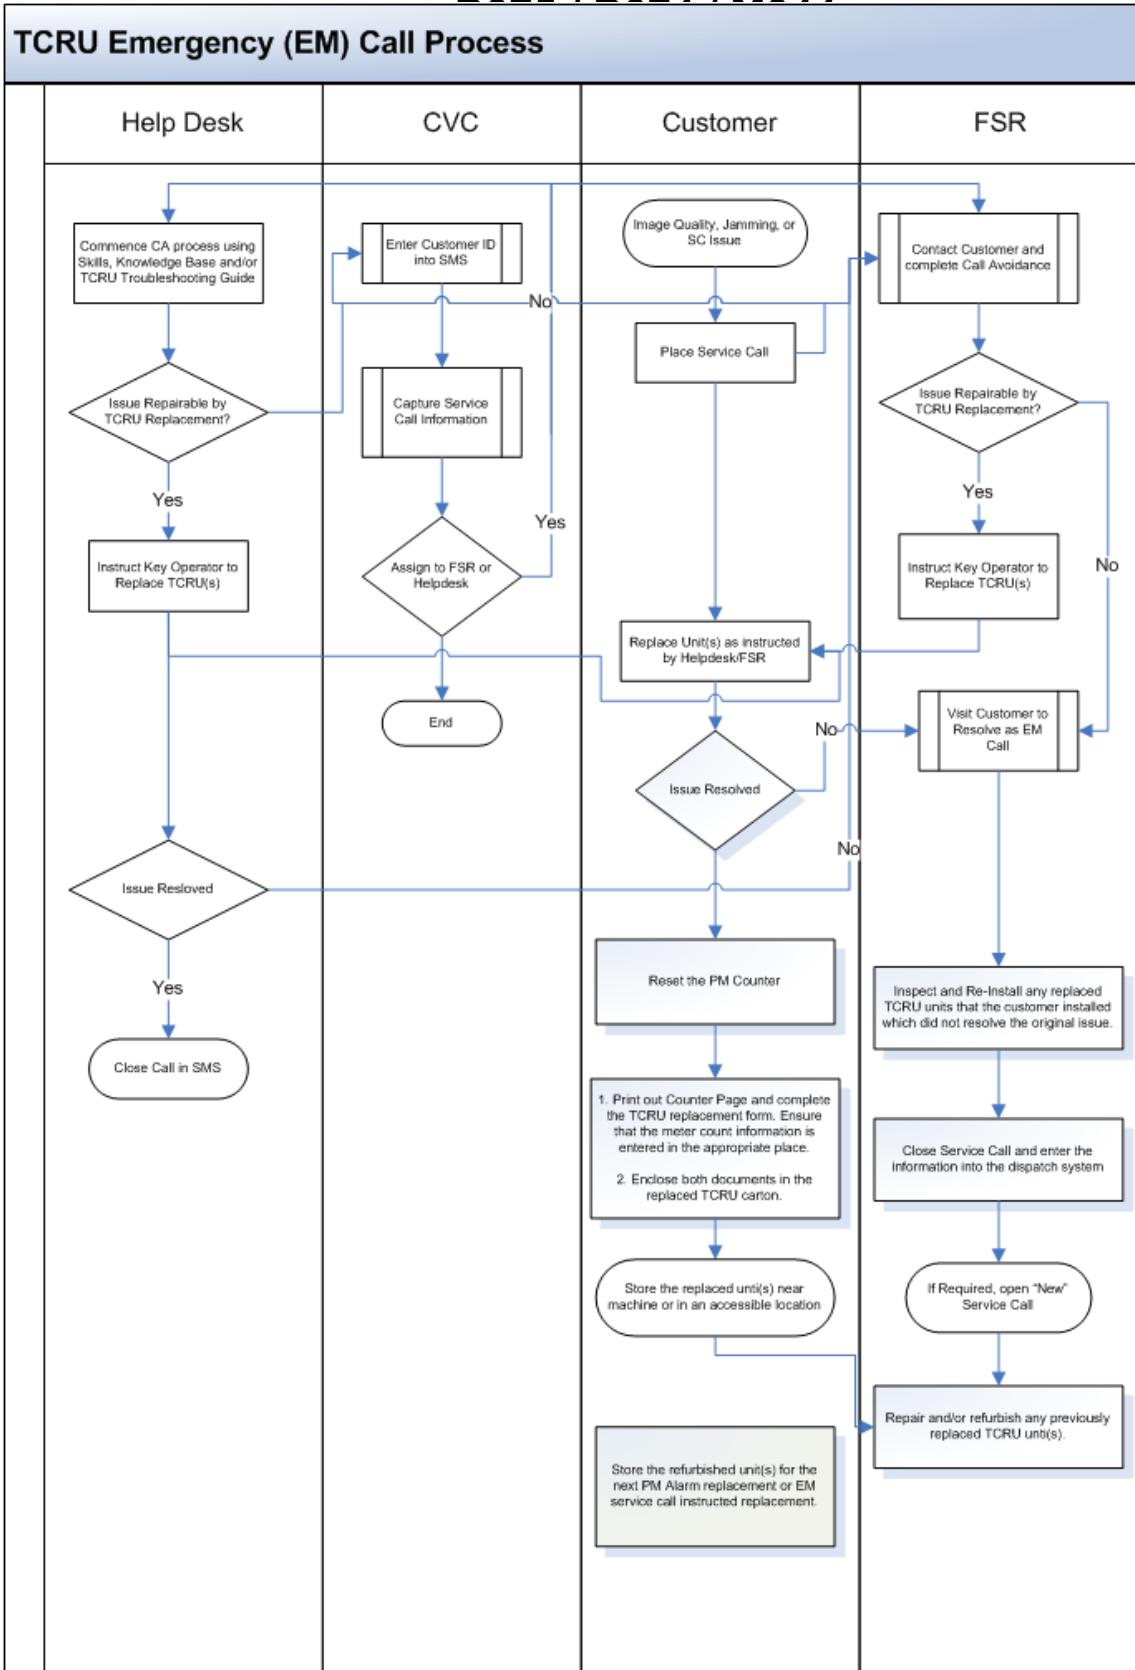 TCRU Emergency (EM) Call Process
Help Desk
CVC
Customer
FSR
Commence CA process using
Skills, Knowledge Base and/or
TCRU Troubleshooting Guide
Issue Repairable by
TCRU Replacement?
Yes
Instruct Key Operator to
Replace TCRU(s)
Issue Resloved
Yes
Close Call in SMS
Enter Customer ID
into SMS
No
Capture Service
Call Information
Yes
Assign to FSR or
Helpdesk
End
Image Quality, Jamming, or
SC Issue
Place Service Call
Replace Unit(s) as instructed
by Helpdesk/FSR
No
Issue Resolved
No
Reset the PM Counter
1. Print out Counter Page and complete
the TCRU replacement form. Ensure
that the meter count information is
entered in the appropriate place.
2. Enclose both documents in the
replaced TCRU carton.
Store the replaced unti(s) near
machine or in an accessible location
Store the refurbished unit(s) for the
next PM Alarm replacement or EM
service call instructed replacement.
Contact Customer and
complete Call Avoidance
Issue Repairable by
TCRU Replacement?
Yes
No
Instruct Key Operator to
Replace TCRU(s)
Visit Customer to
Resolve as EM
Call
Inspect and Re-Install any replaced
TCRU units that the customer installed
which did not resolve the original issue.
Close Service Call and enter the
information into the dispatch system
If Required, open "New"
Service Call
Repair and/or refurbish any previously
replaced TCRU unti(s).